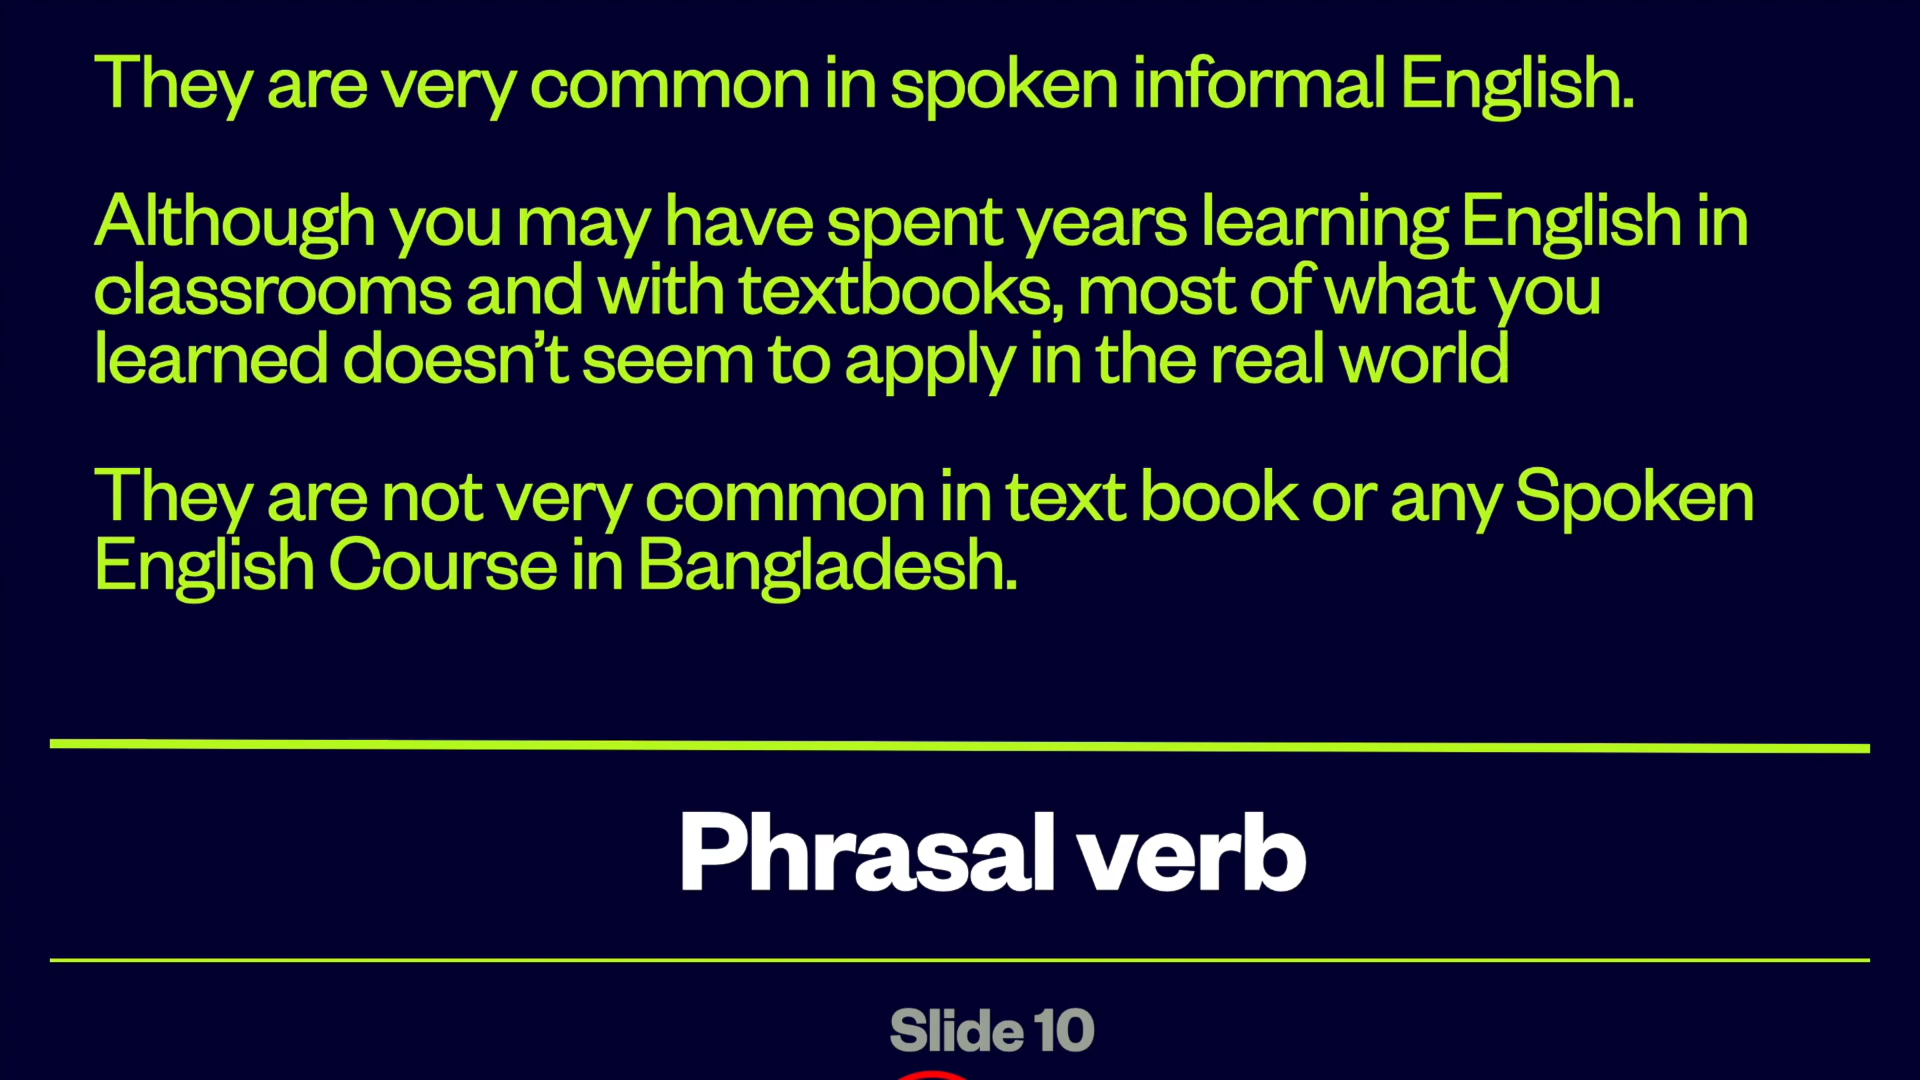 They are very common in spoken informal English.
Although you may have spent years learning English in
classrooms and with textbooks, most of what you
learned doesn’t seem to apply in the real world
They are not very common in text book or any Spoken
English Course in Bangladesh.
Phrasal verb
Slide 10